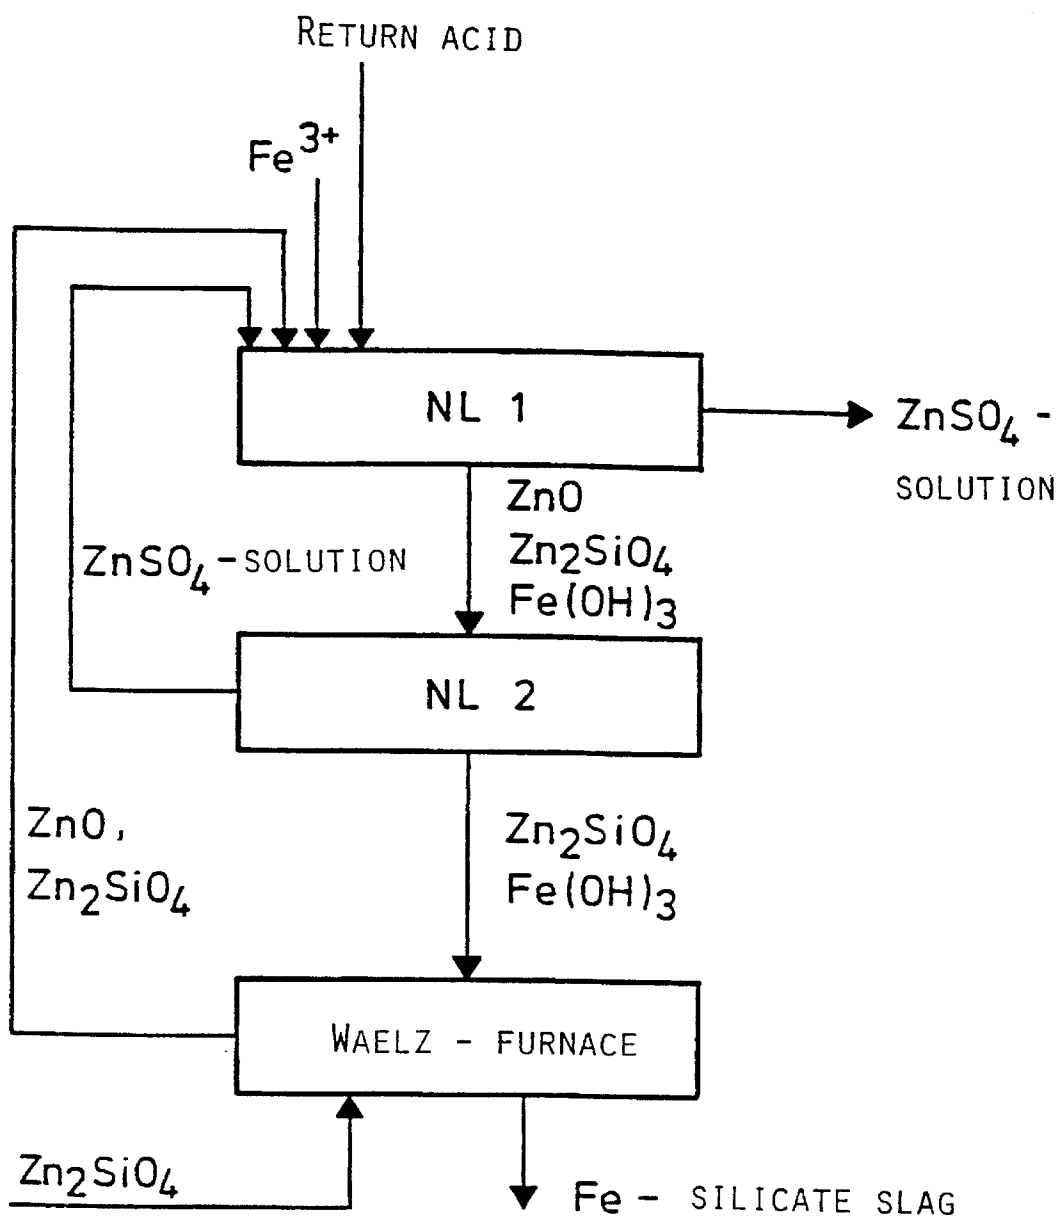 RETURN ACID
Fe3+
NL 1
ZnSO4 -
SOLUTION
ZnO
Zn2SiO4
Fe(OH)3
ZnSO4 - SOLUTION
NL 2
ZnO,
Zn2SiO4
Zn2SiO4
Fe(OH)3
WAELZ - FURNACE
Zn2SiO4
Fe - SILICATE SLAG